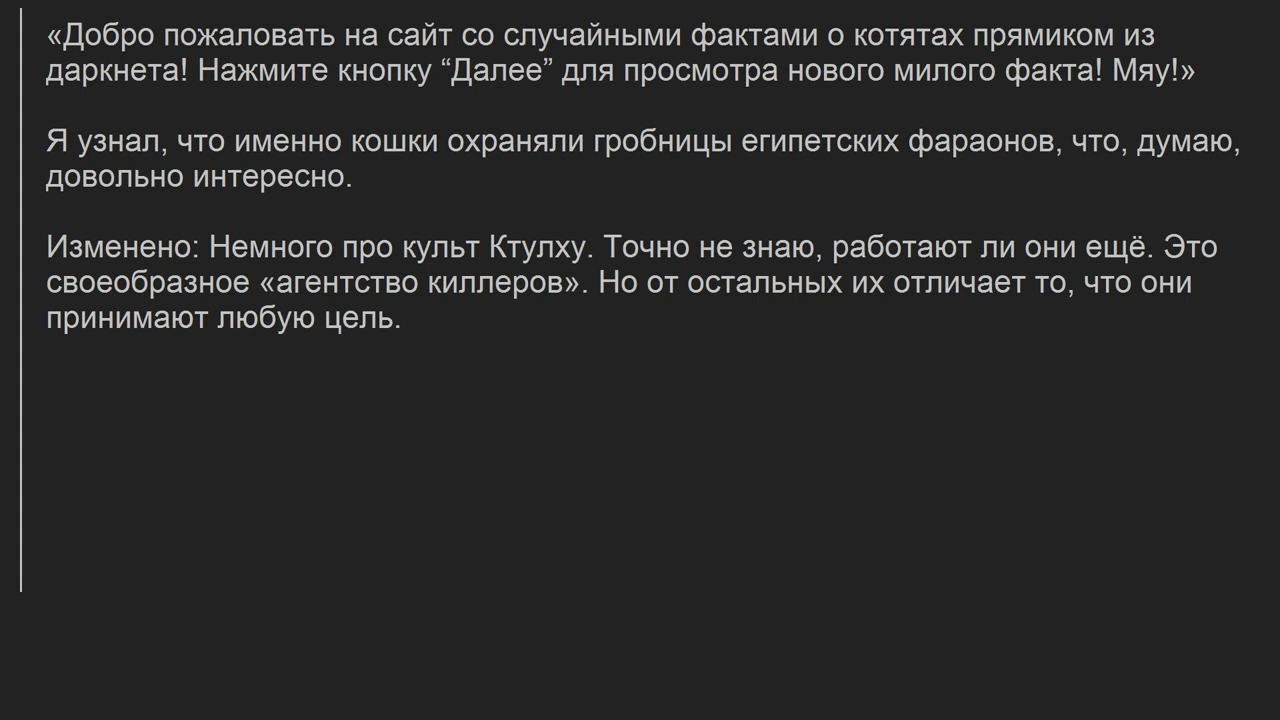 «Добро пожаловать на сайт со случайными фактами о котятах прямиком из
даркнета! Нажмите кнопку “Далее” для просмотра нового милого факта! Мяу!»
Я узнал, что именно кошки охраняли гробницы египетских фараонов, что, думаю,
довольно интересно.
Изменено: Немного про культ Ктулху. Точно не знаю, работают ли они ещё. Это
своеобразное «агентство киллеров». Но от остальных их отличает то, что они
принимают любую цель.